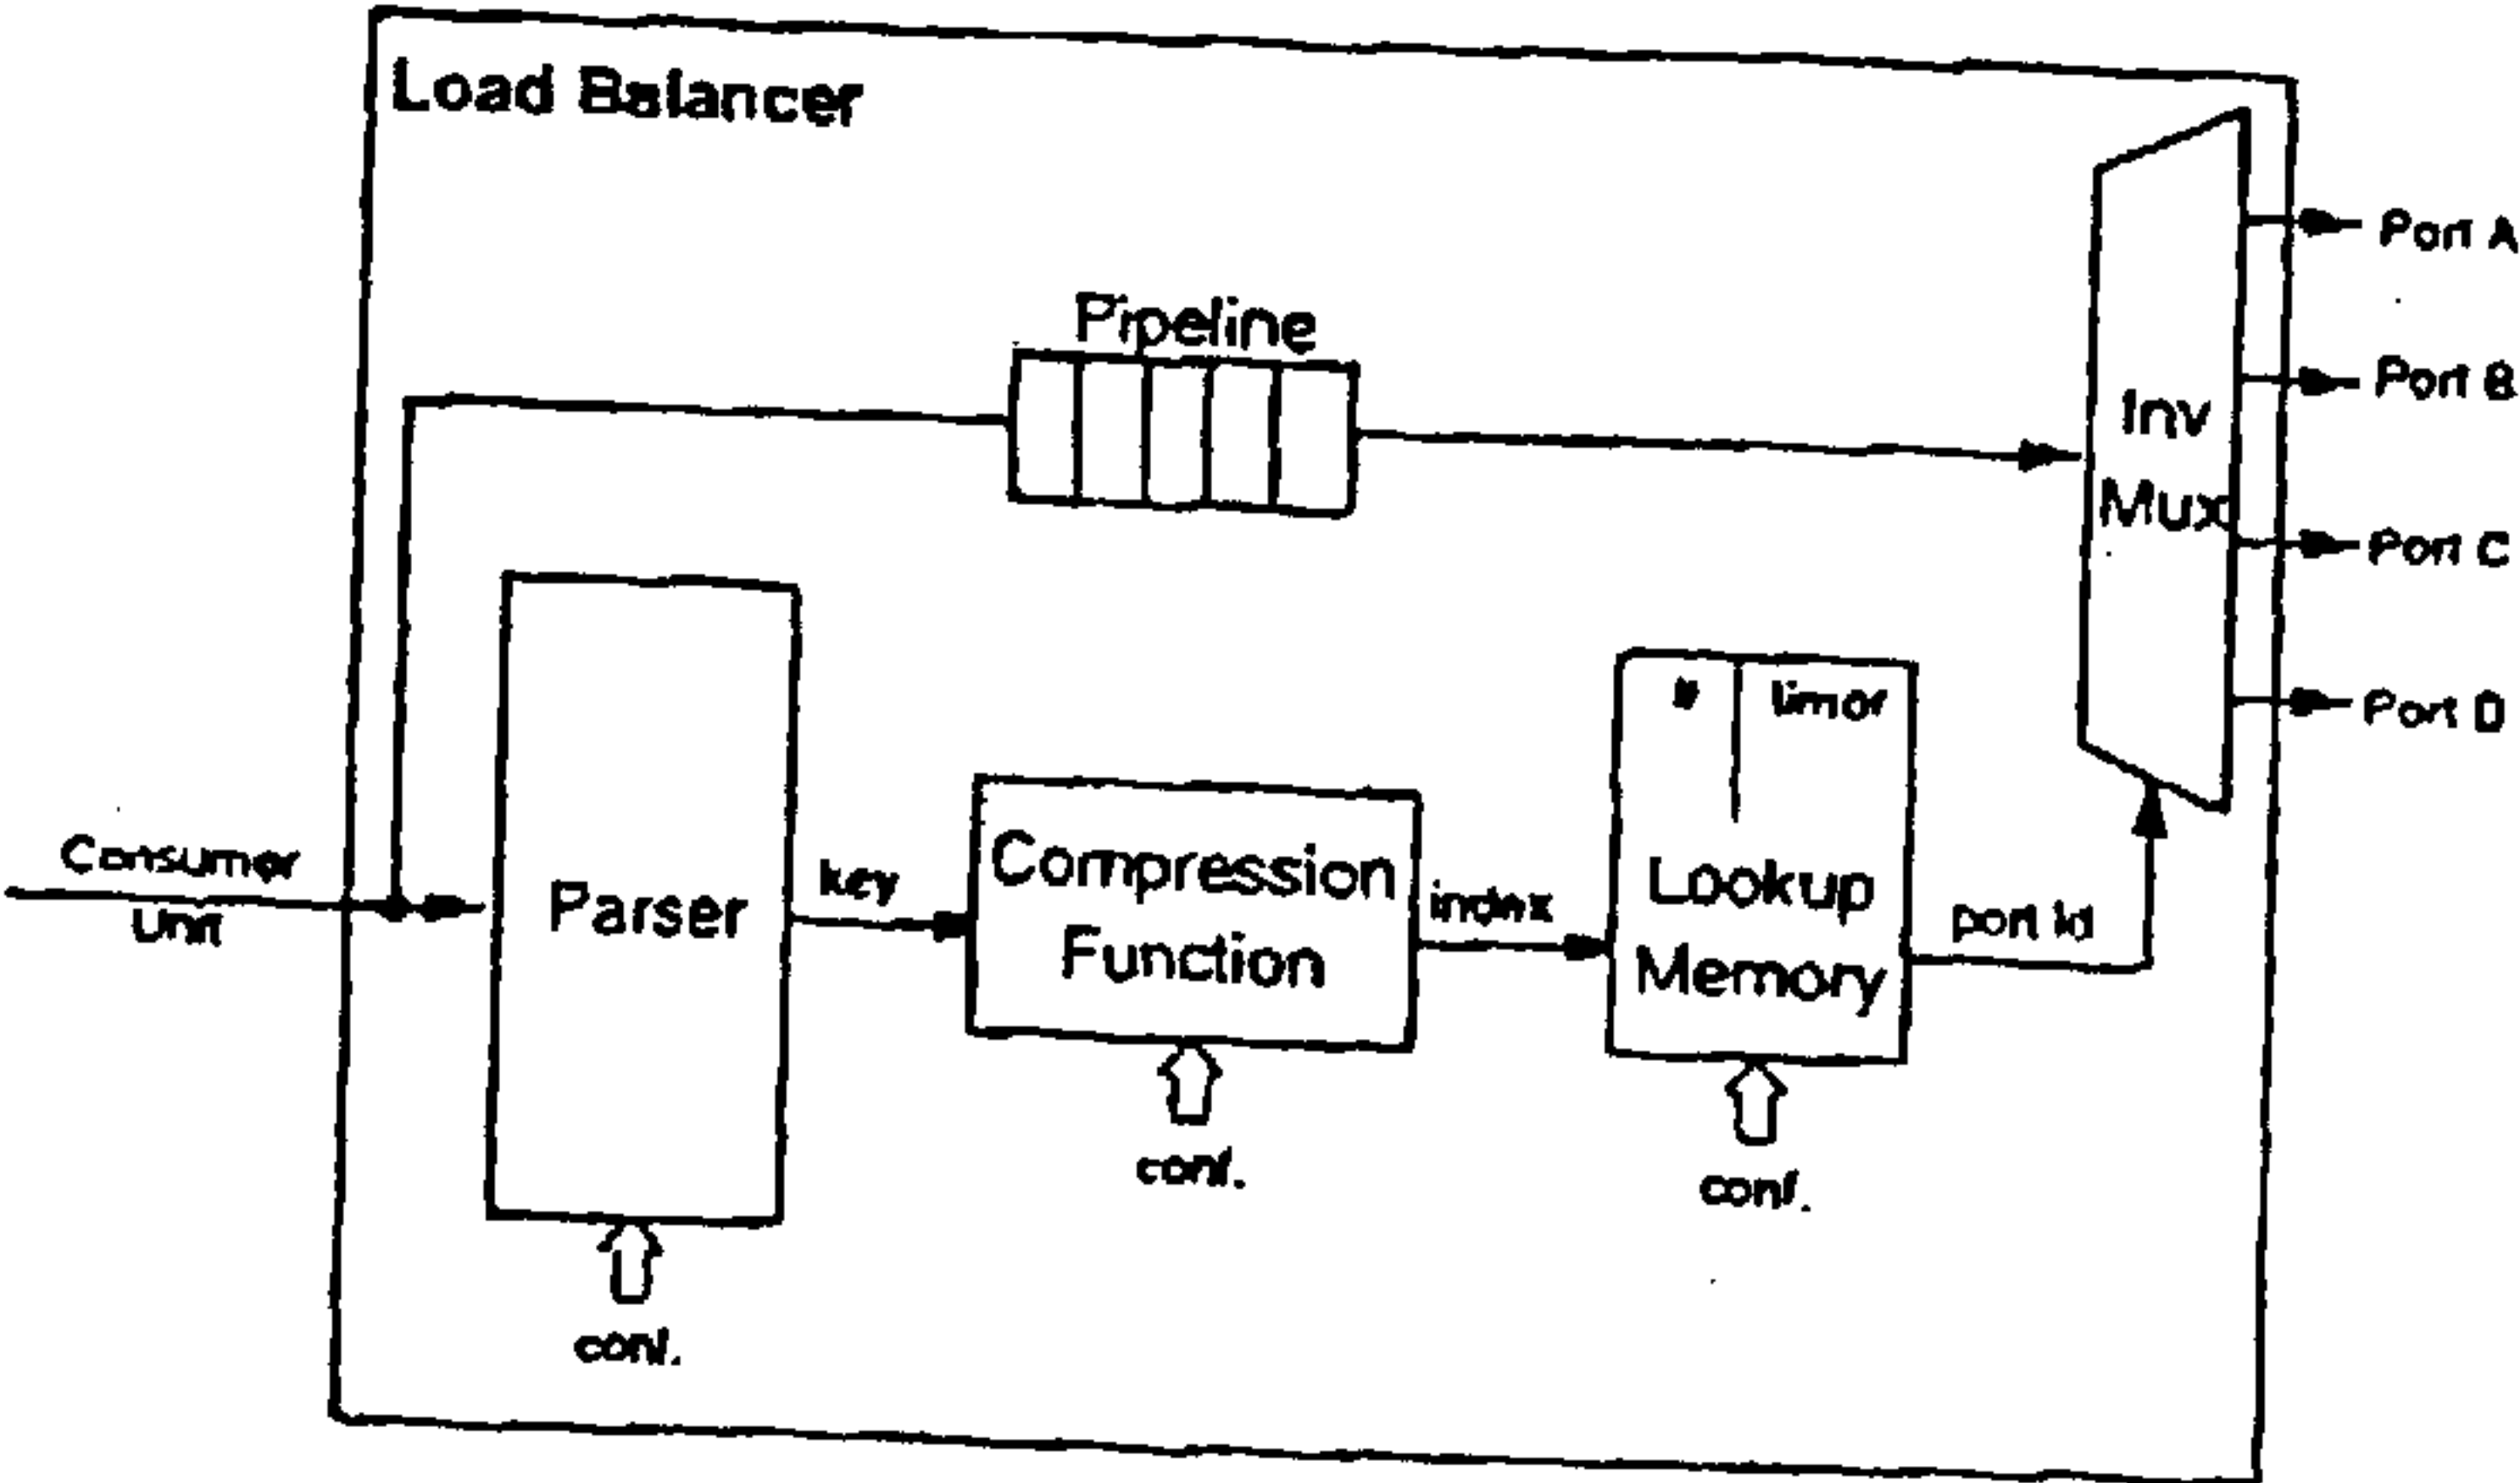 Load Balancer
Pipeline
Inv
Mux
Port A
Port B
Port C
Port D
Consumer
Unit
Parser
key
Compression
Function
index
timer
Lookup
Memory
port id
conf.
conf.
conf.